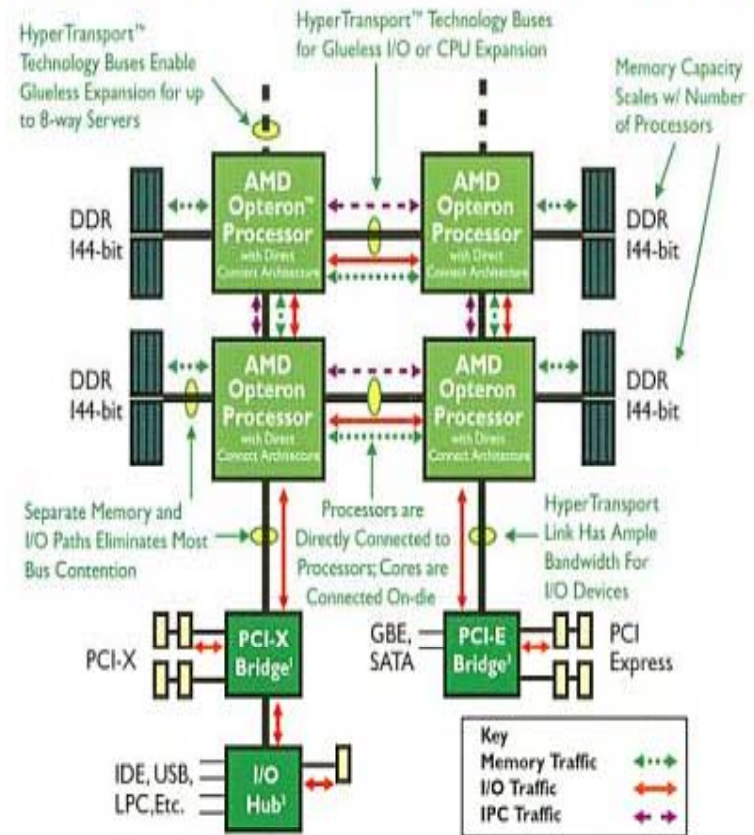 HyperTransport™
Technology Buses Enable
Glueless Expansion for up
to 8-way Servers
HyperTransport™ Technology Buses
for Glueless I/O or CPU Expansion
Memory Capacity
Scales w/ Number
of Processors
DDR
144-bit
AMD
Opteron™
Processor
with Direct
Connect Architecture
AMD
Opteron
Processor
with Direct
Connect Architecture
DDR
144-bit
DDR
144-bit
AMD
Opteron
Processor
with Direct
Connect Architecture
AMD
Opteron
Processor
with Direct
Connect Architecture
DDR
144-bit
Separate Memory and
I/O Paths Eliminates Most
Bus Contention
Processors are
Directly Connected to
Processors; Cores are
Connected On-die
HyperTransport
Link Has Ample
Bandwidth For
I/O Devices
PCI-X
PCI-X
Bridge¹
GBE,
SATA
PCI-E
Bridge¹
PCI
Express
IDE, USB,
LPC,Etc.
I/O
Hub¹
Key
Memory Traffic
I/O Traffic
IPC Traffic